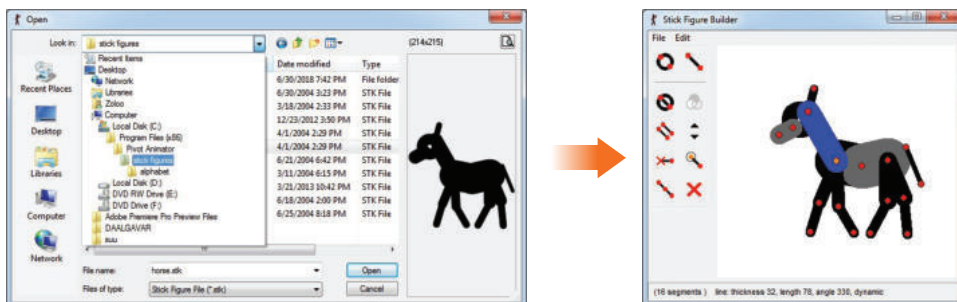 Open
Look in: stick figures (214x215)
Recent Items
Desktop
Network
Libraries
Zoloo
Computer
Local Disk (C:)
Program Files (x86)
Pivot Animator
stick figures
alphabet
Local Disk (D:)
DVD RW Drive (E:)
DVD Drive (F:)
Adobe Premiere Pro Preview Files
DAALGAVAR
suu
Recent Places
Desktop
Libraries
Computer
Network
Date modified Type
6/30/2018 7:42 PM File folder
6/30/2004 3:23 PM STK File
3/18/2004 2:33 PM STK File
12/23/2012 3:50 PM STK File
4/1/2004 2:29 PM STK File
4/1/2004 2:29 PM STK File
6/21/2004 6:42 PM STK File
3/11/2004 6:15 PM STK File
3/21/2013 10:42 PM STK File
6/18/2004 2:00 PM STK File
6/25/2004 8:18 PM STK File
File name: horse.stk Open
Files of type: Stick Figure File (*.stk) Cancel
Stick Figure Builder
File Edit
(16 segments ) line: thickness 32, length 78, angle 330, dynamic